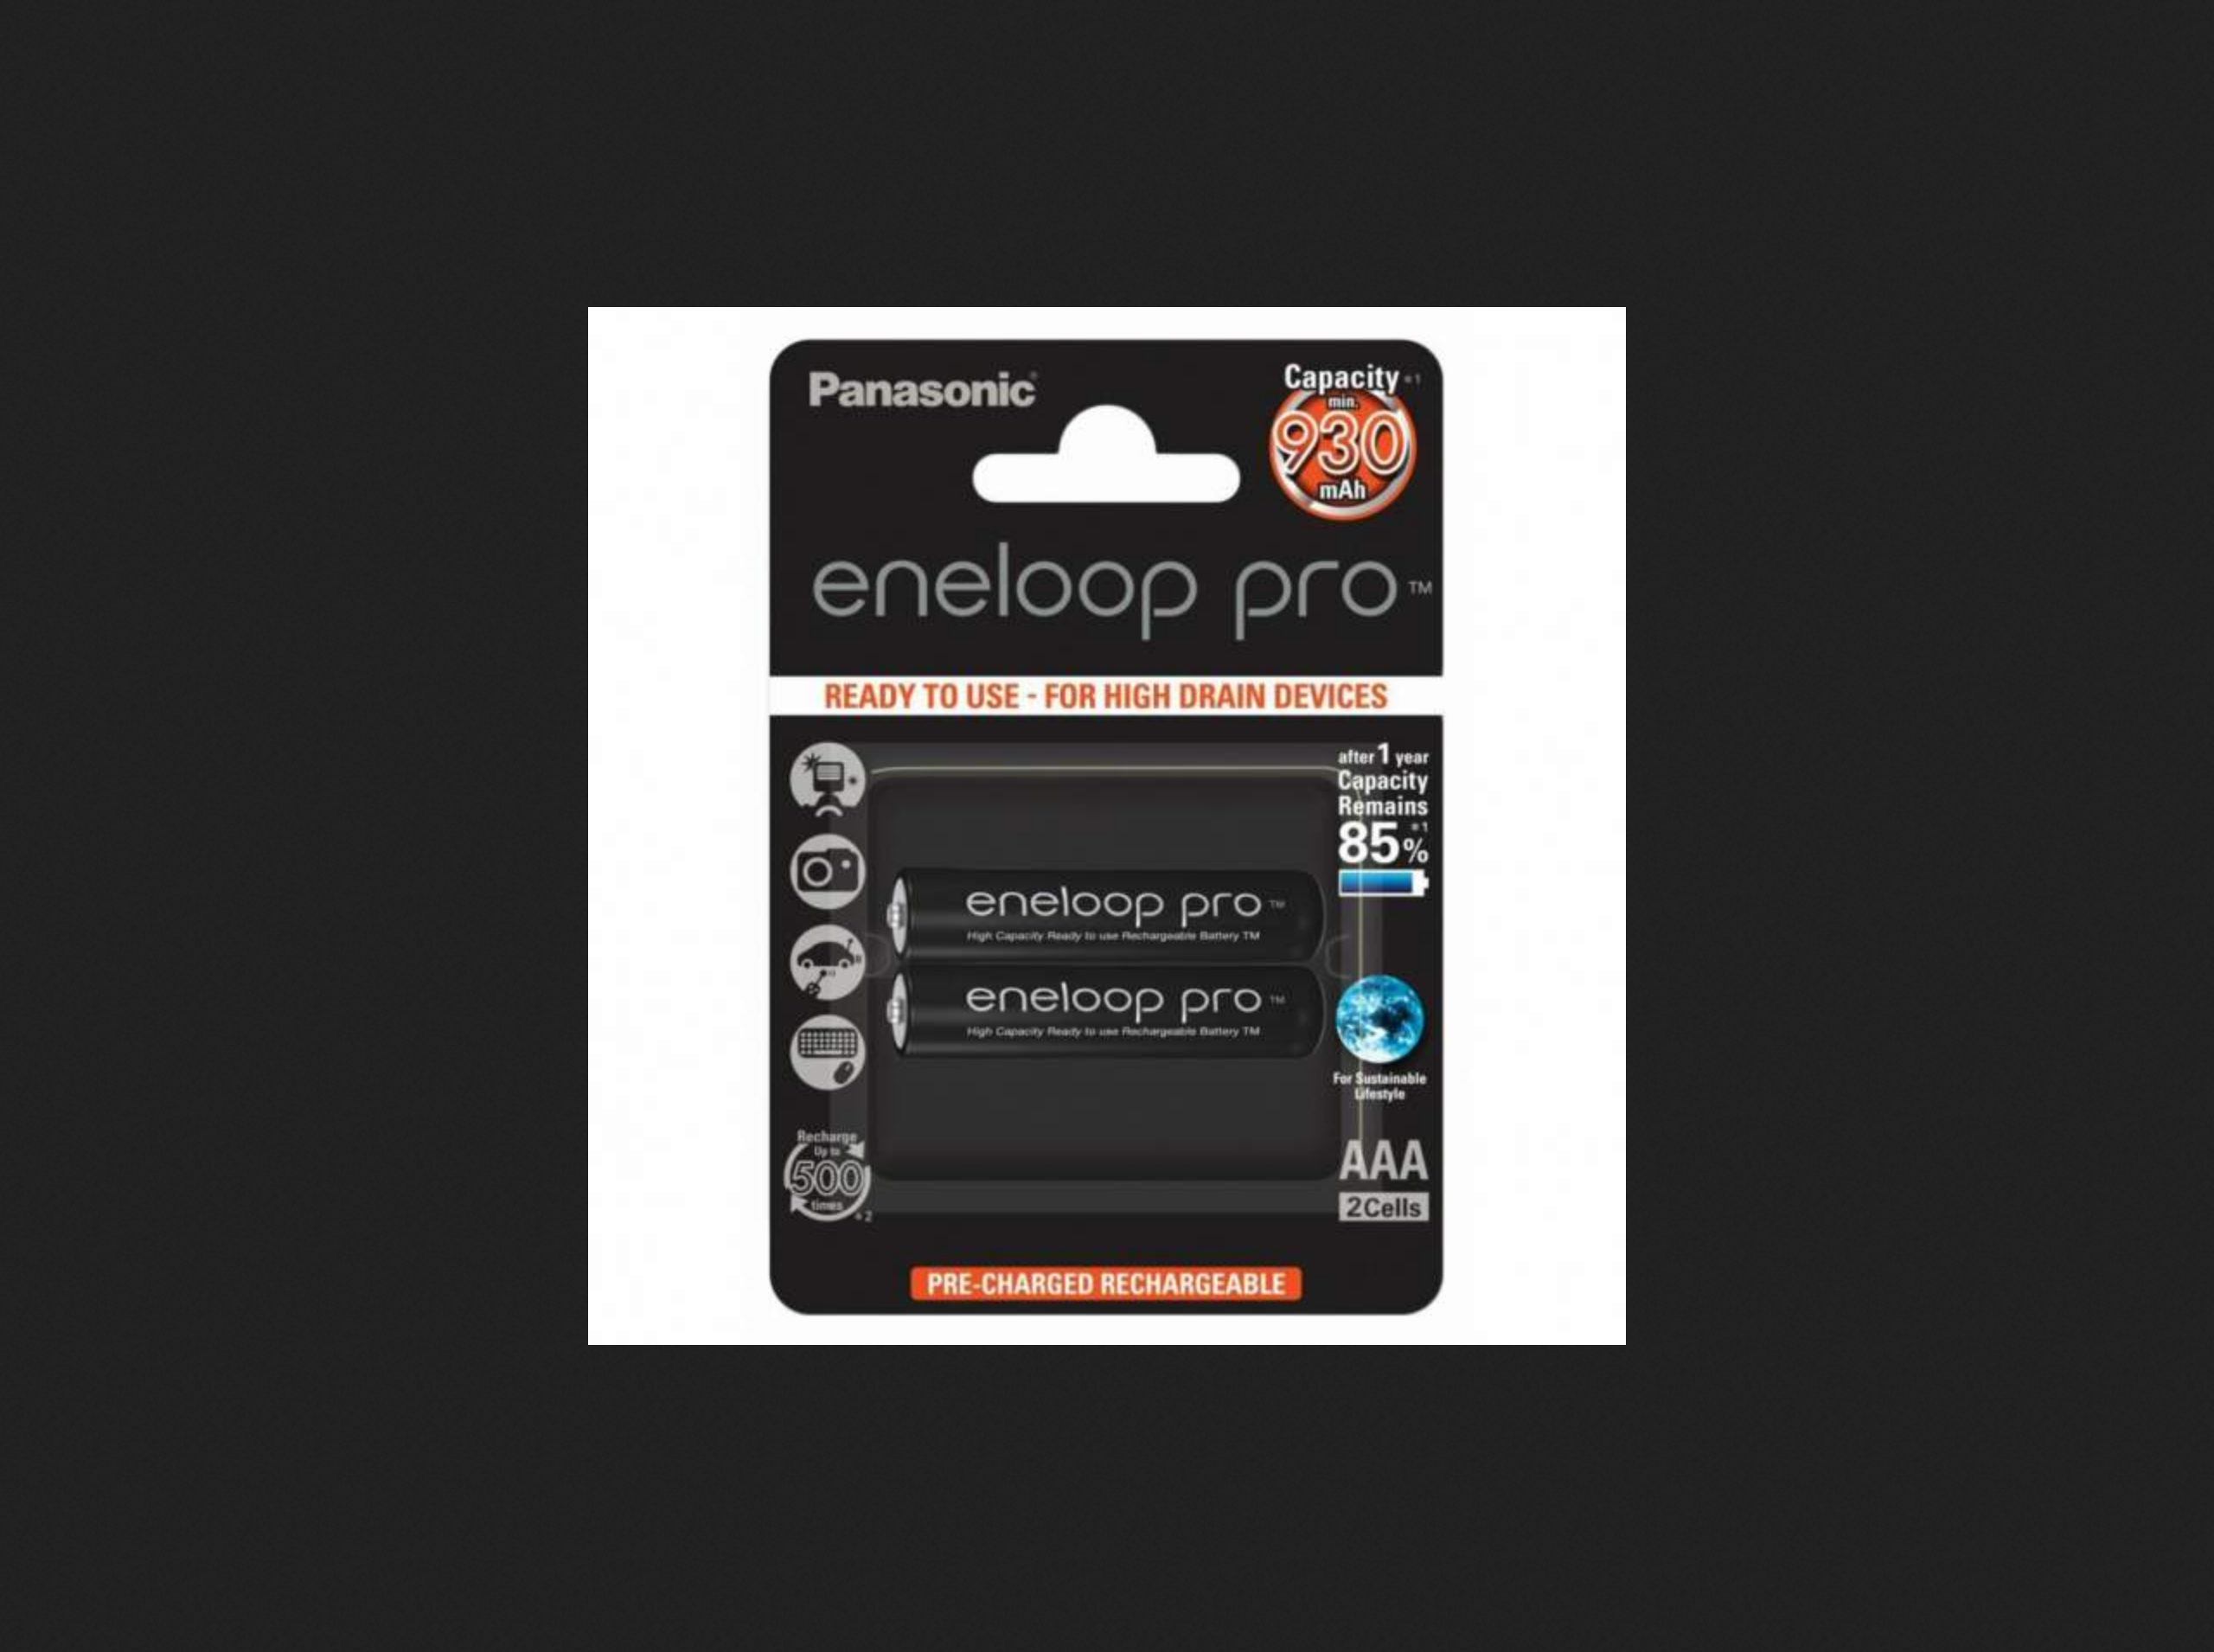 Panasonic®
Capacity *1
min.
930
mAh
eneloop pro™
READY TO USE - FOR HIGH DRAIN DEVICES
after 1 year
Capacity
Remains
85% *1
eneloop pro™
High Capacity Ready to use Rechargeable Battery TM
eneloop pro™
High Capacity Ready to use Rechargeable Battery TM
For Sustainable
Lifestyle
Recharge
Up to
500
times
*2
AAA
2Cells
PRE-CHARGED RECHARGEABLE